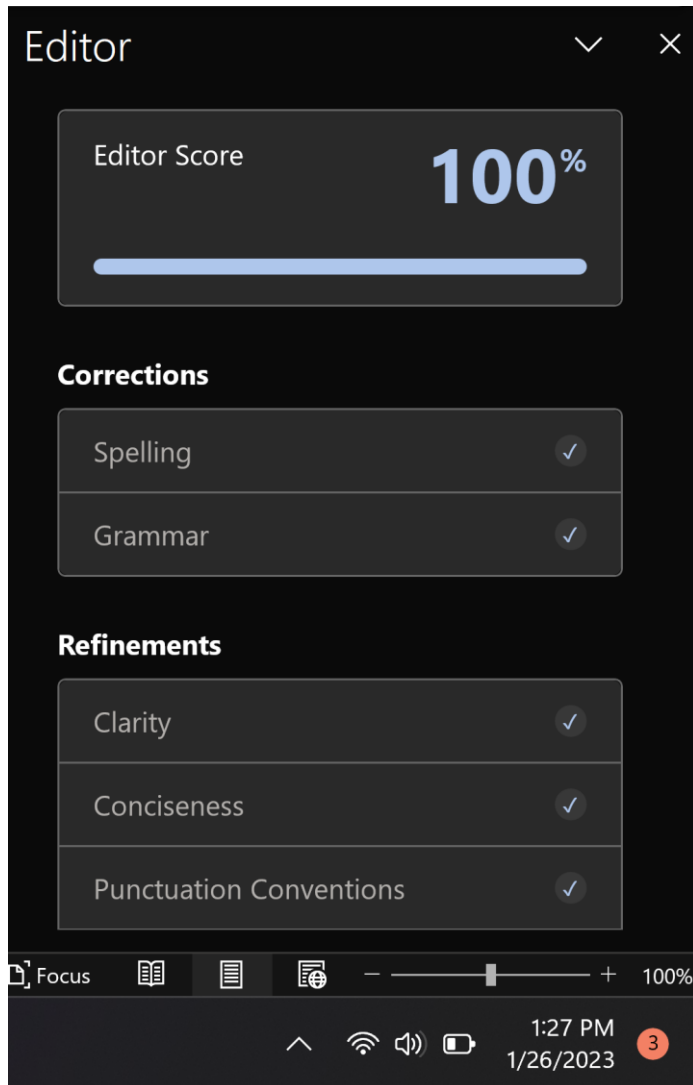 Editor
Editor Score 100%
Corrections
Spelling
Grammar
Refinements
Clarity
Conciseness
Punctuation Conventions
Focus 100%
1:27 PM
1/26/2023
3